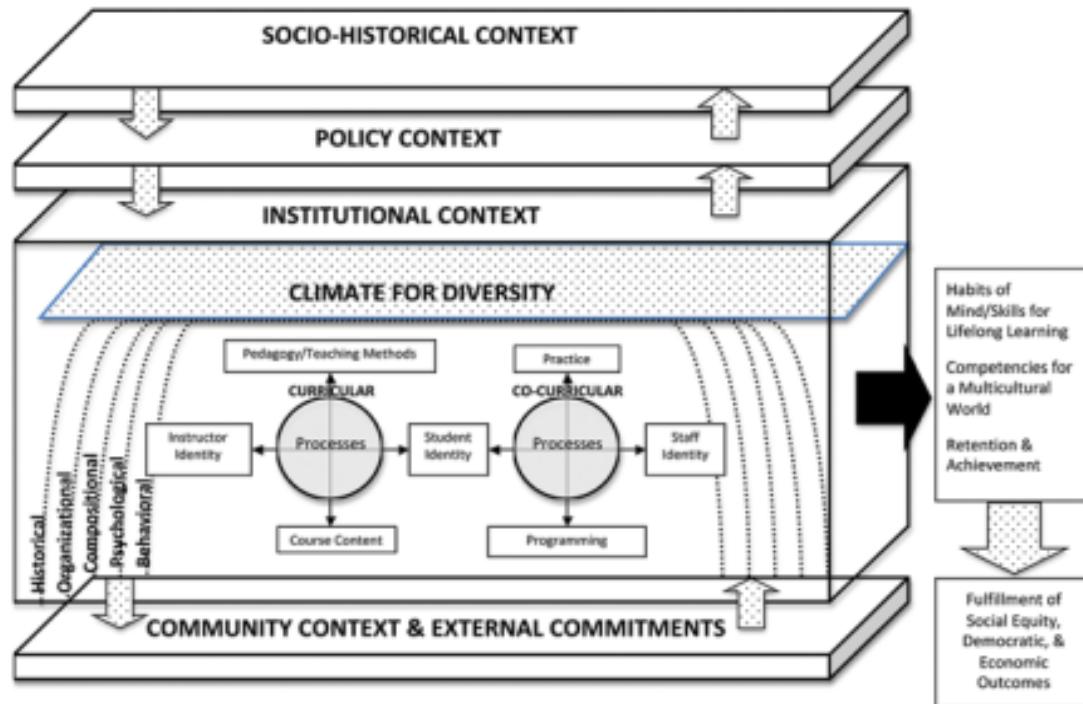 SOCIO-HISTORICAL CONTEXT
POLICY CONTEXT
INSTITUTIONAL CONTEXT
CLIMATE FOR DIVERSITY
Pedagogy/Teaching Methods
Practice
CURRICULAR
CO-CURRICULAR
Instructor
Identity
Processes
Student
Identity
Processes
Staff
Identity
Course Content
Programming
Historical
Organizational
Compositional
Psychological
Behavioral
COMMUNITY CONTEXT & EXTERNAL COMMITMENTS
Habits of
Mind/Skills for
Lifelong Learning
Competencies for
a Multicultural
World
Retention &
Achievement
Fulfillment of
Social Equity,
Democratic, &
Economic
Outcomes